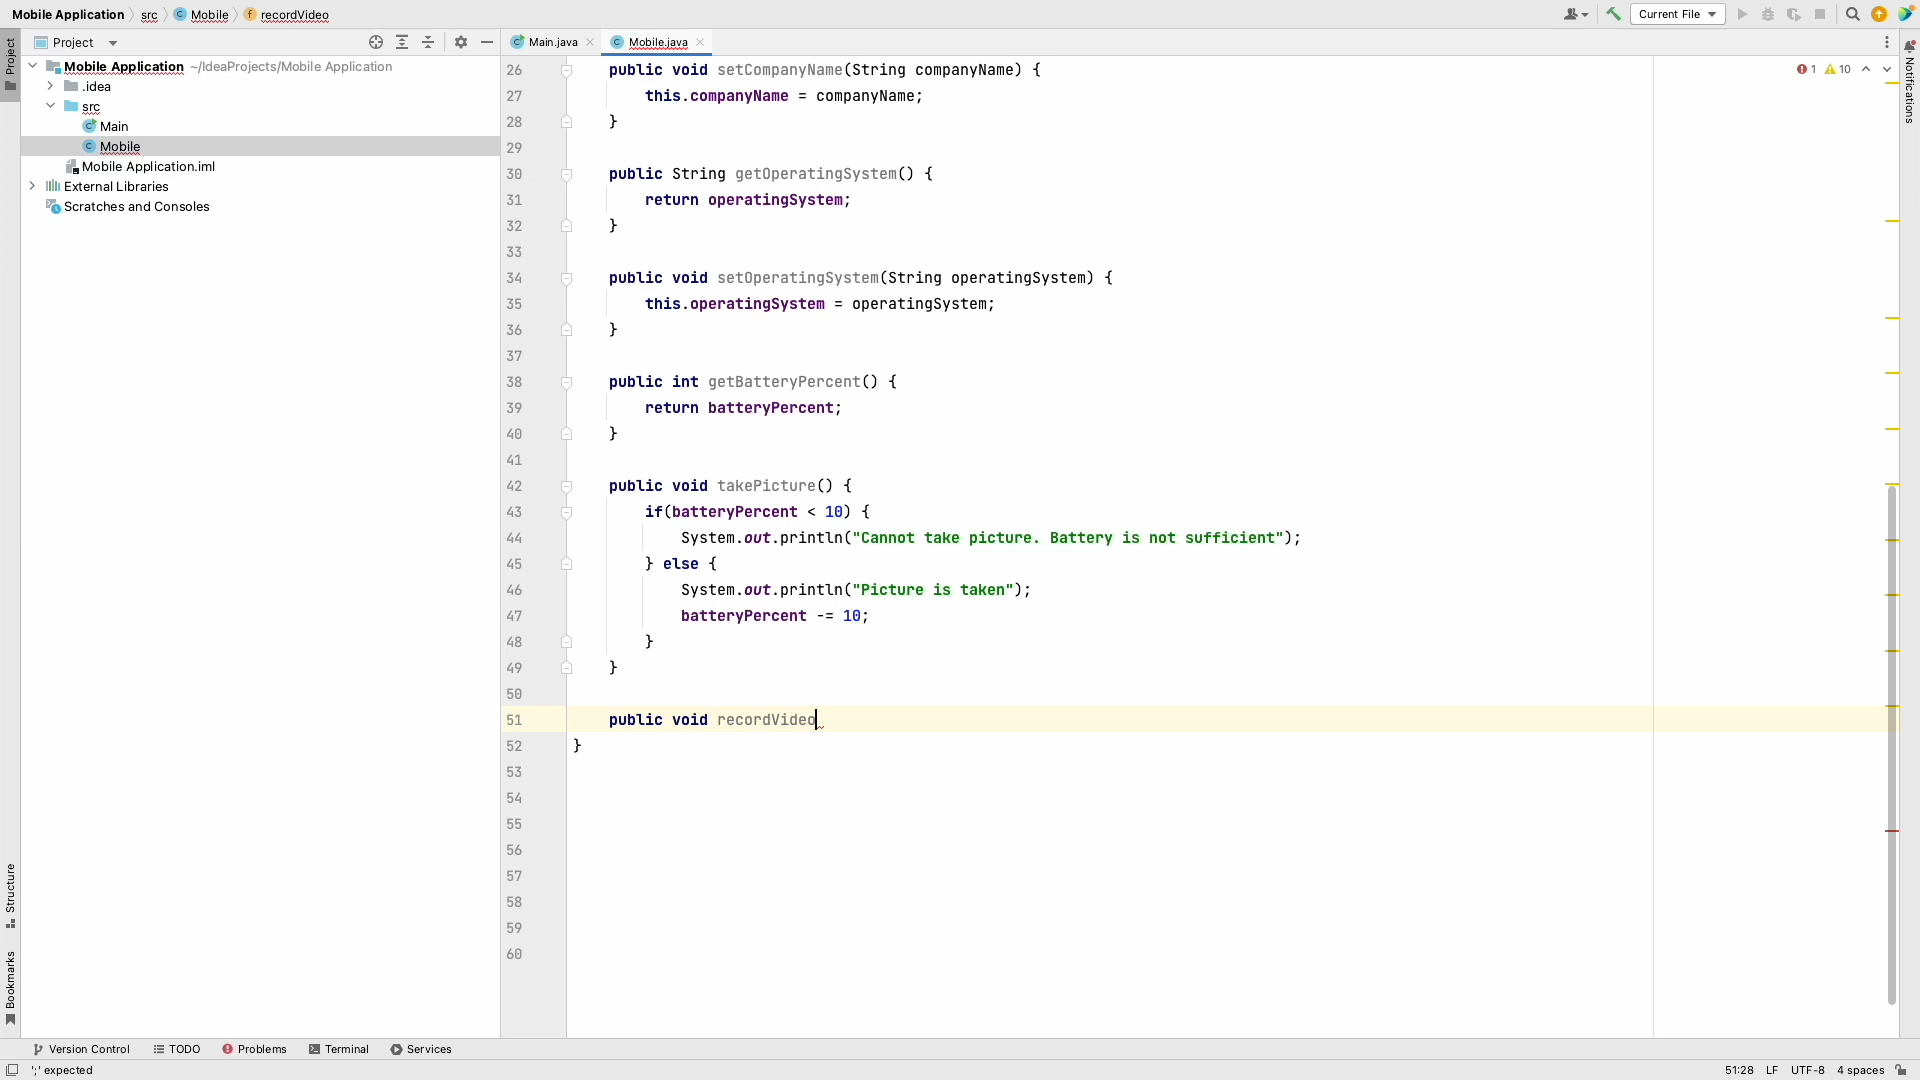 Mobile Application src Mobile recordVideo Current File
Project Main.java Mobile.java
Project
Mobile Application ~/IdeaProjects/Mobile Application
.idea
src
Main
Mobile
Mobile Application.iml
External Libraries
Scratches and Consoles
26 public void setCompanyName(String companyName) {
27 this.companyName = companyName;
28 }
29
30 public String getOperatingSystem() {
31 return operatingSystem;
32 }
33
34 public void setOperatingSystem(String operatingSystem) {
35 this.operatingSystem = operatingSystem;
36 }
37
38 public int getBatteryPercent() {
39 return batteryPercent;
40 }
41
42 public void takePicture() {
43 if(batteryPercent < 10) {
44 System.out.println("Cannot take picture. Battery is not sufficient");
45 } else {
46 System.out.println("Picture is taken");
47 batteryPercent -= 10;
48 }
49 }
50
51 public void recordVideo
52 }
53
54
55
56
57
58
59
60
1 10
Notifications
Structure
Bookmarks
Version Control TODO Problems Terminal Services
';' expected 51:28 LF UTF-8 4 spaces